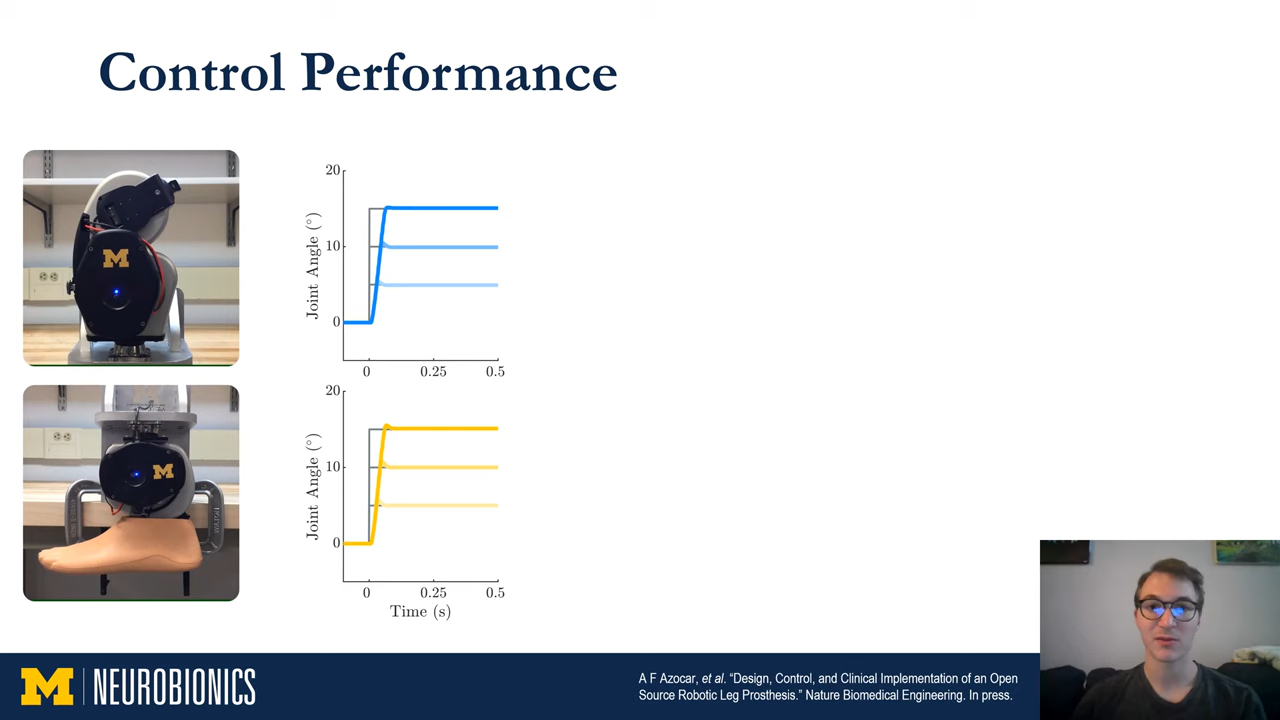 Control Performance
M
20
10
0
Joint Angle (°)
0 0.25 0.5
M
20
10
0
Joint Angle (°)
0 0.25 0.5
Time (s)
M NEUROBIONICS
A F Azocar, et al. “Design, Control, and Clinical Implementation of an Open
Source Robotic Leg Prosthesis.” Nature Biomedical Engineering. In press.